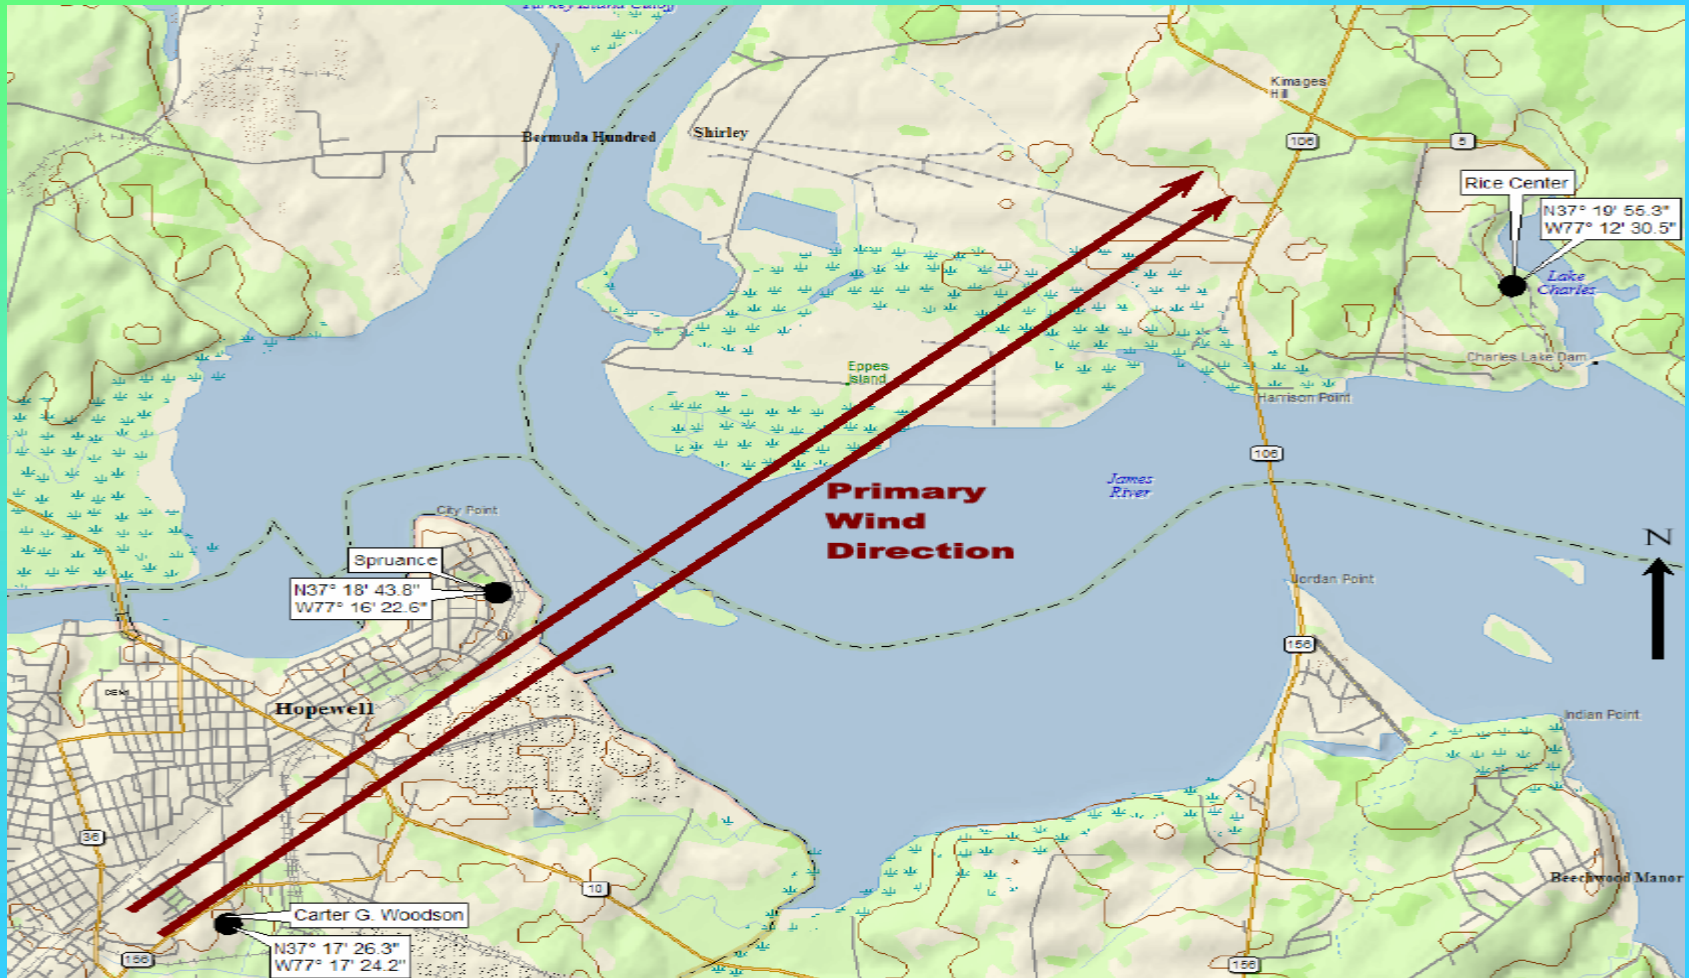 Turkey Island Cutoff
Kimages
Hill
Bermuda Hundred
Shirley
106
5
Rice Center
N37° 19' 55.3"
W77° 12' 30.5"
Lake
Charles
Charles Lake Dam
Eppes
Island
Harrison Point
106
James
River
Primary
Wind
Direction
City Point
Spruance
N37° 18' 43.8"
W77° 16' 22.6"
N
Jordan Point
156
Hopewell
Indian Point
36
10
Beechwood Manor
Carter G. Woodson
N37° 17' 26.3"
W77° 17' 24.2"
156
156